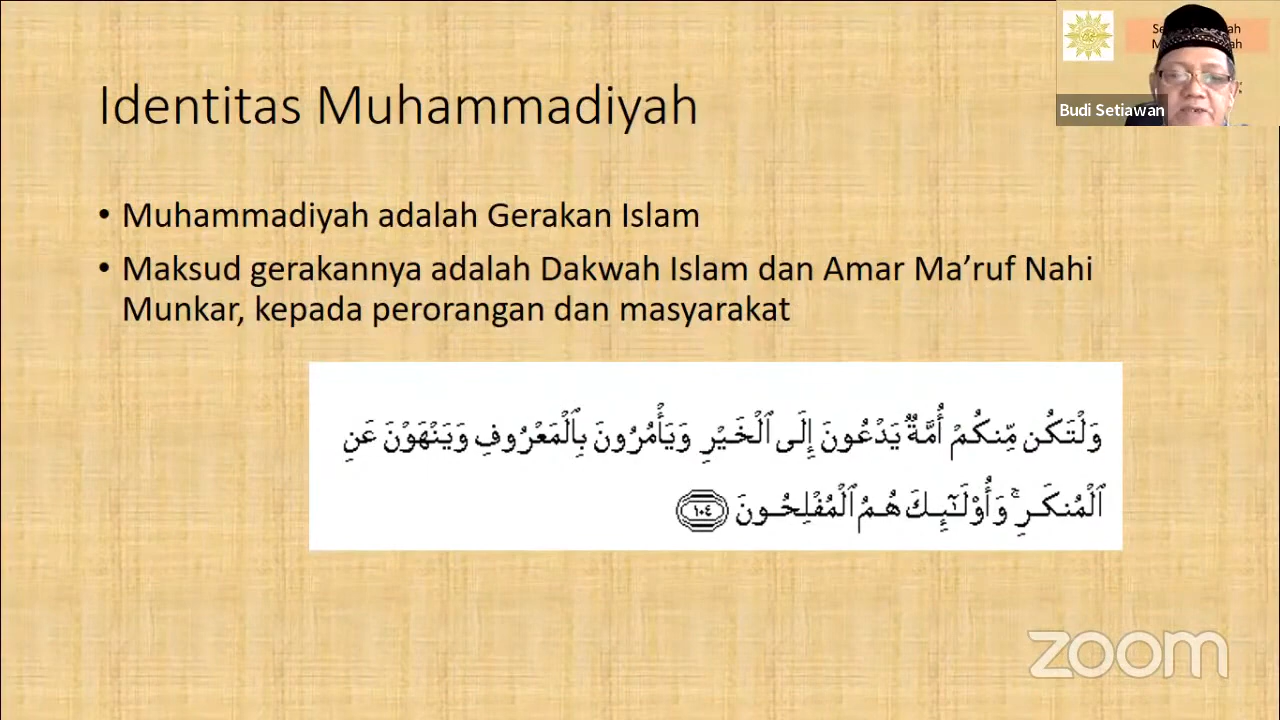 Identitas Muhammadiyah
Budi Setiawan
• Muhammadiyah adalah Gerakan Islam
• Maksud gerakannya adalah Dakwah Islam dan Amar Ma’ruf Nahi
Munkar, kepada perorangan dan masyarakat
وَلْتَكُن مِّنكُمْ أُمَّةٌ يَدْعُونَ إِلَى ٱلْخَيْرِ وَيَأْمُرُونَ بِٱلْمَعْرُوفِ وَيَنْهَوْنَ عَنِ
ٱلْمُنكَرِ ۚ وَأُوْلَـٰٓئِكَ هُمُ ٱلْمُفْلِحُونَ ١٠٤
zoom